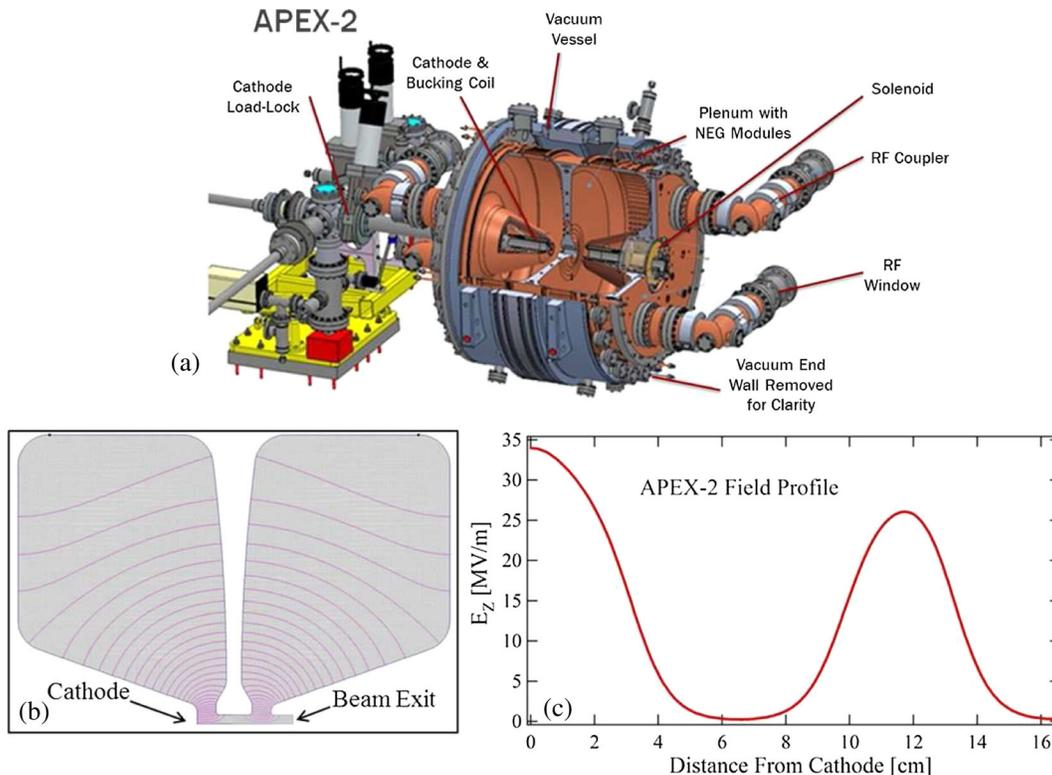 APEX-2
Vacuum
Vessel
Cathode &
Bucking Coil
Cathode
Load-Lock
Solenoid
Plenum with
NEG Modules
RF Coupler
RF
Window
Vacuum End
Wall Removed
for Clarity
(a)
Cathode
Beam Exit
(b)
35
30
25
20
15
10
5
0
E_Z [MV/m]
APEX-2 Field Profile
(c)
0 2 4 6 8 10 12 14 16
Distance From Cathode [cm]